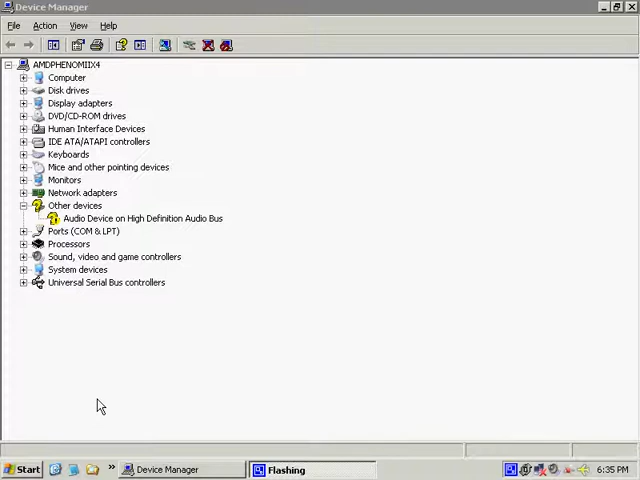 Device Manager
File Action View Help
AMDPHENOMIIX4
Computer
Disk drives
Display adapters
DVD/CD-ROM drives
Human Interface Devices
IDE ATA/ATAPI controllers
Keyboards
Mice and other pointing devices
Monitors
Network adapters
Other devices
Audio Device on High Definition Audio Bus
Ports (COM & LPT)
Processors
Sound, video and game controllers
System devices
Universal Serial Bus controllers
Start » Device Manager Flashing 6:35 PM